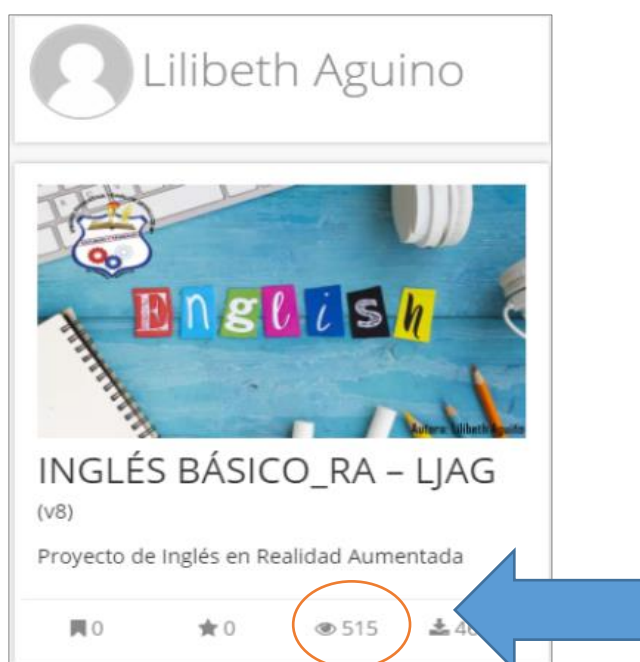 Lilibeth Aguino
English
Autora: Lilibeth Aguino
INGLÉS BÁSICO_RA – LJAG
(v8)
Proyecto de Inglés en Realidad Aumentada
0 0 515